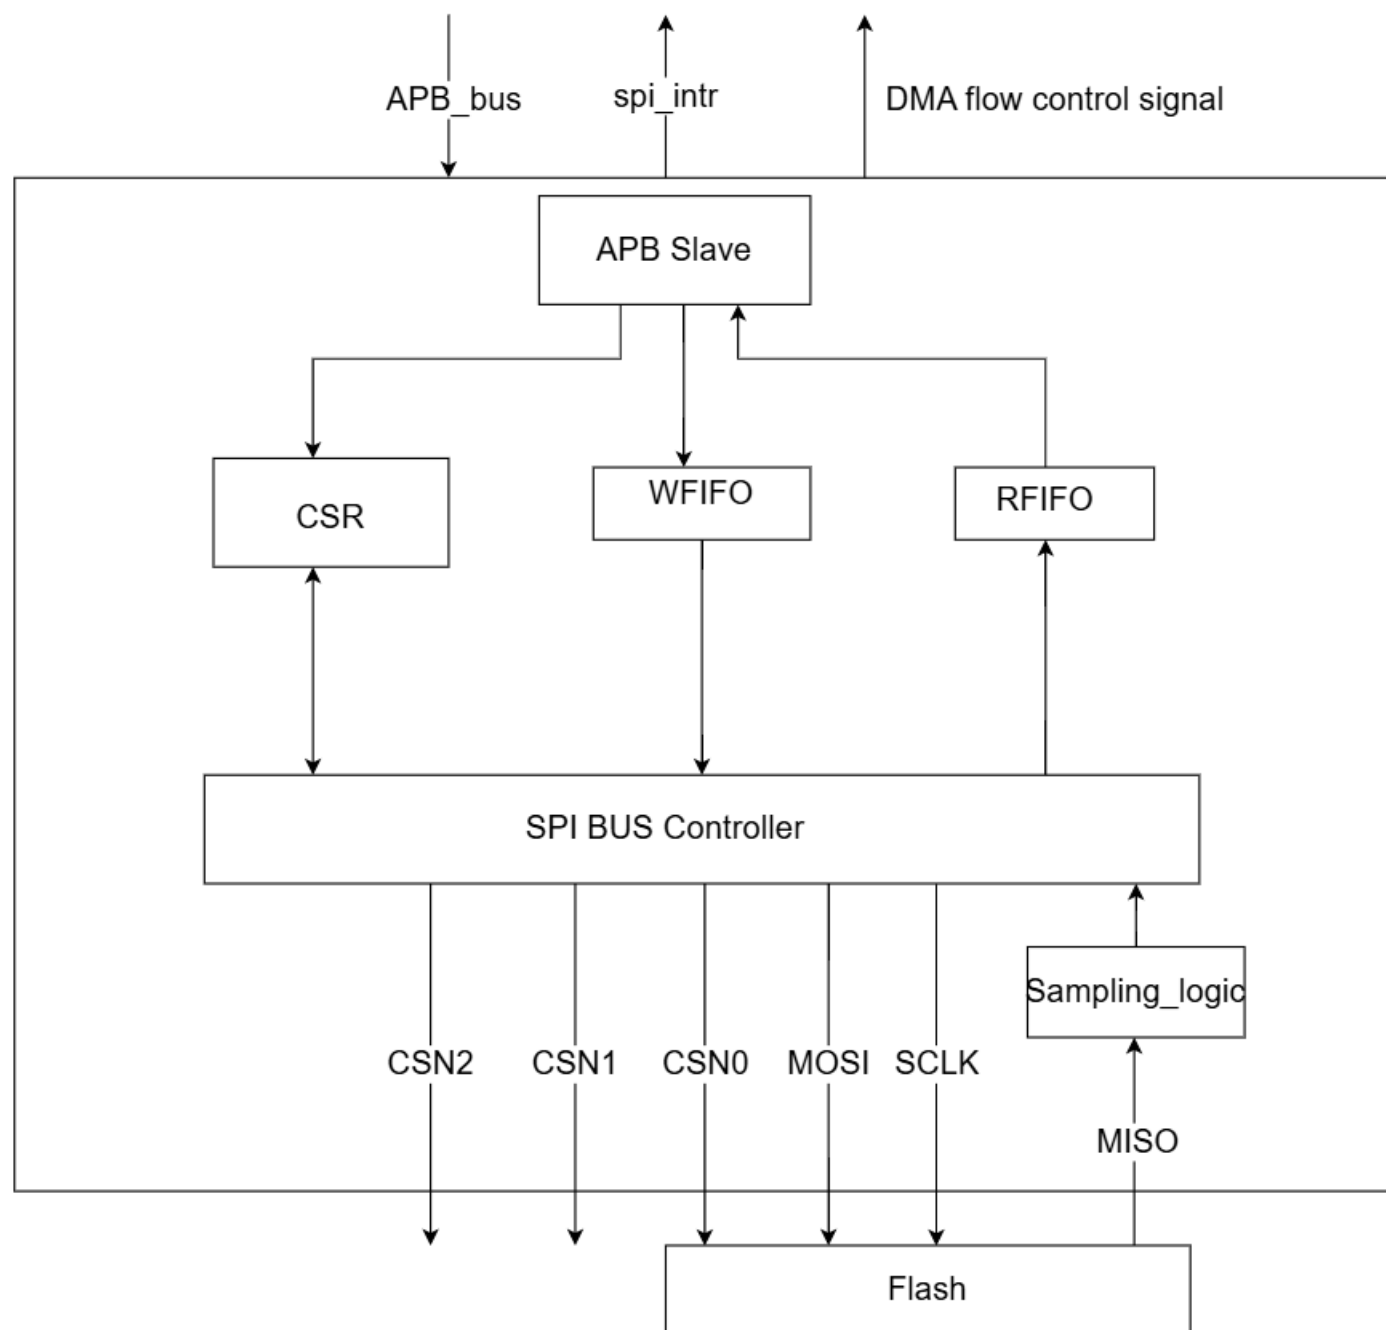 APB_bus
spi_intr
DMA flow control signal
APB Slave
CSR
WFIFO
RFIFO
SPI BUS Controller
Sampling_logic
CSN2
CSN1
CSN0
MOSI
SCLK
MISO
Flash